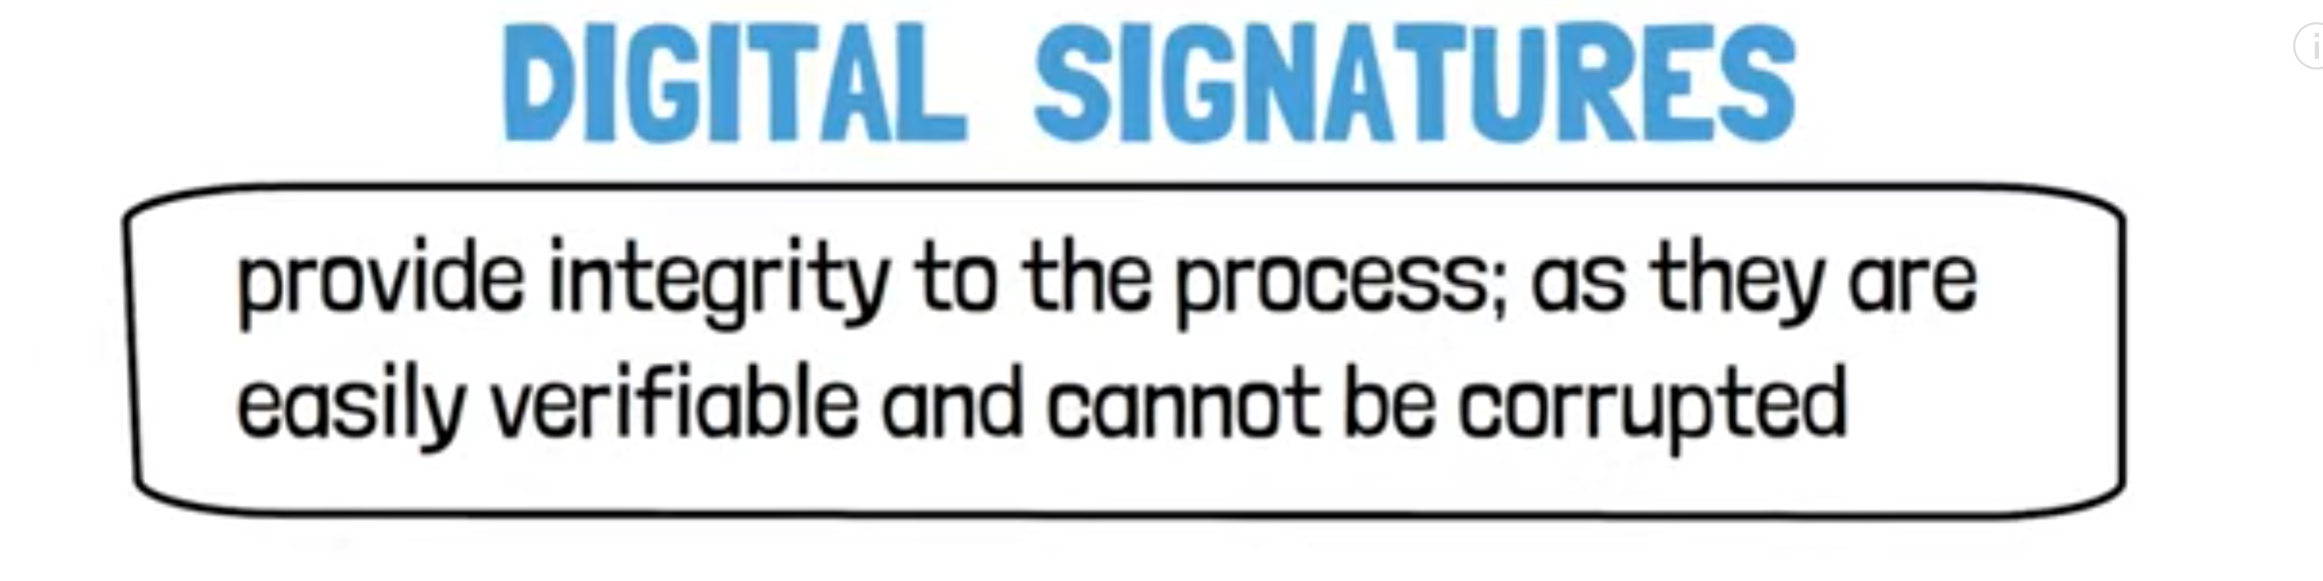 DIGITAL SIGNATURES
provide integrity to the process; as they are
easily verifiable and cannot be corrupted